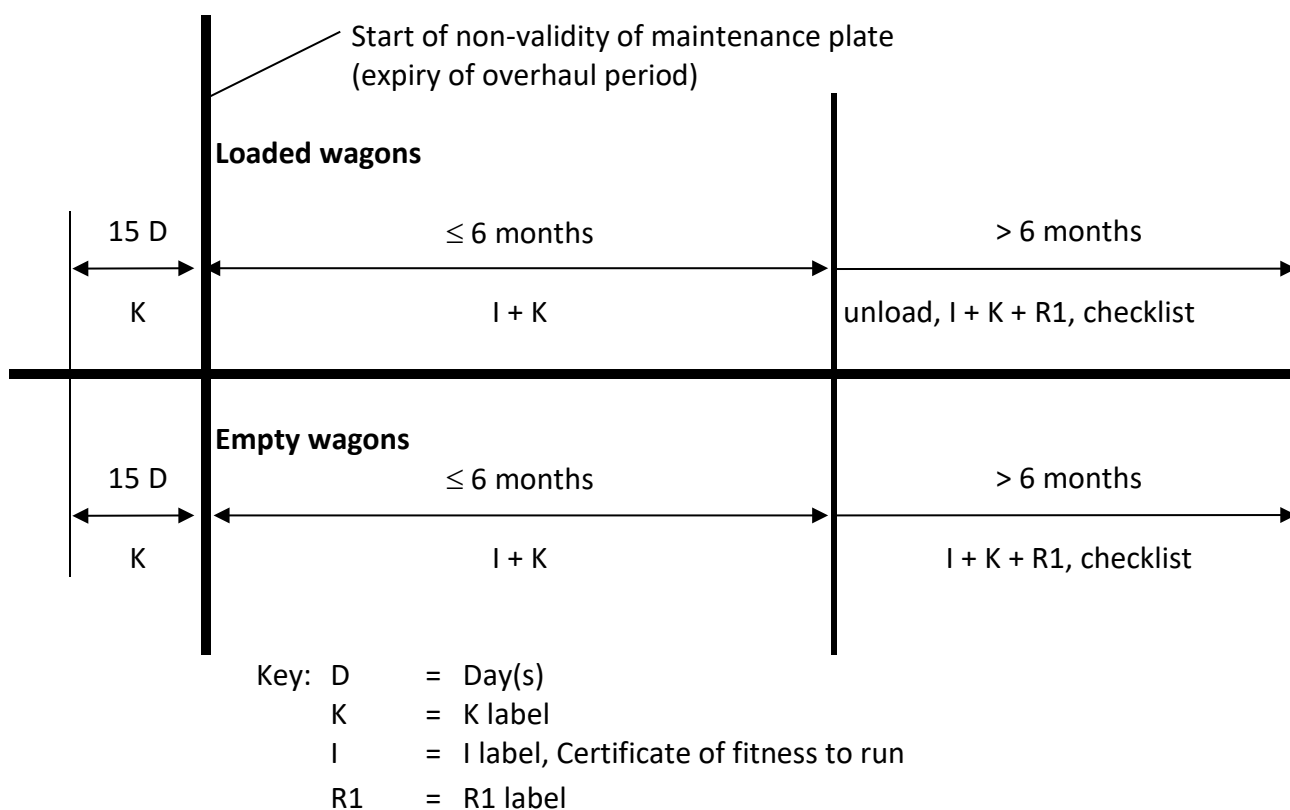 Start of non-validity of maintenance plate
(expiry of overhaul period)
Loaded wagons
15 D ≤ 6 months > 6 months
K I + K unload, I + K + R1, checklist
Empty wagons
15 D ≤ 6 months > 6 months
K I + K I + K + R1, checklist
Key: D = Day(s)
K = K label
I = I label, Certificate of fitness to run
R1 = R1 label